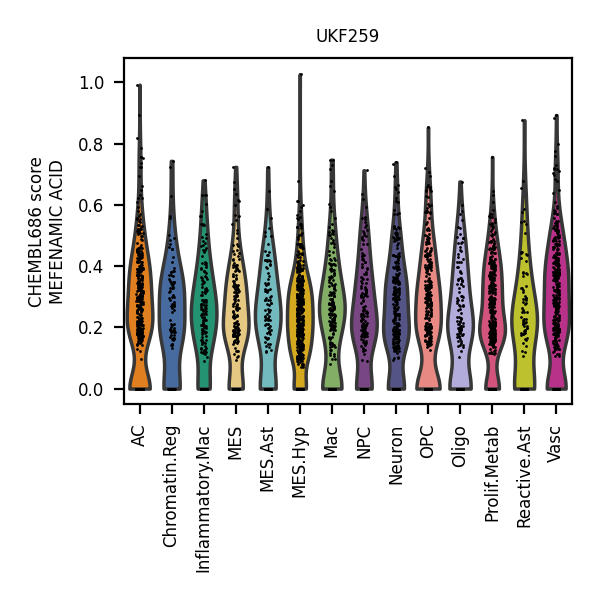 UKF259
CHEMBL686 score
MEFENAMIC ACID
1.0
0.8
0.6
0.4
0.2
0.0
AC
Chromatin.Reg
Inflammatory.Mac
MES
MES.Ast
MES.Hyp
Mac
NPC
Neuron
OPC
Oligo
Prolif.Metab
Reactive.Ast
Vasc